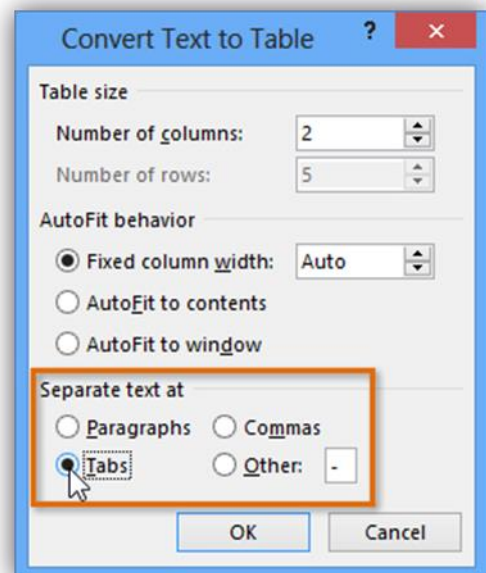 Convert Text to Table ? ×
Table size
Number of columns: 2
Number of rows: 5
AutoFit behavior
Fixed column width: Auto
AutoFit to contents
AutoFit to window
Separate text at
Paragraphs Commas
Tabs Other: -
OK Cancel